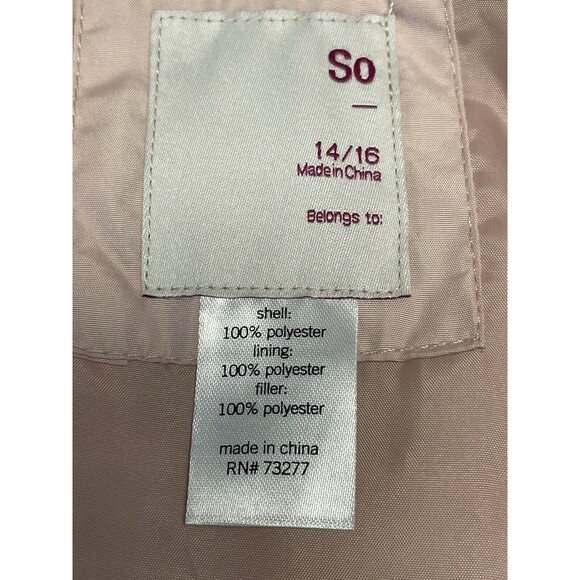 So
14/16
Made in China
Belongs to:
shell:
100% polyester
lining:
100% polyester
filler:
100% polyester
made in china
RN# 73277